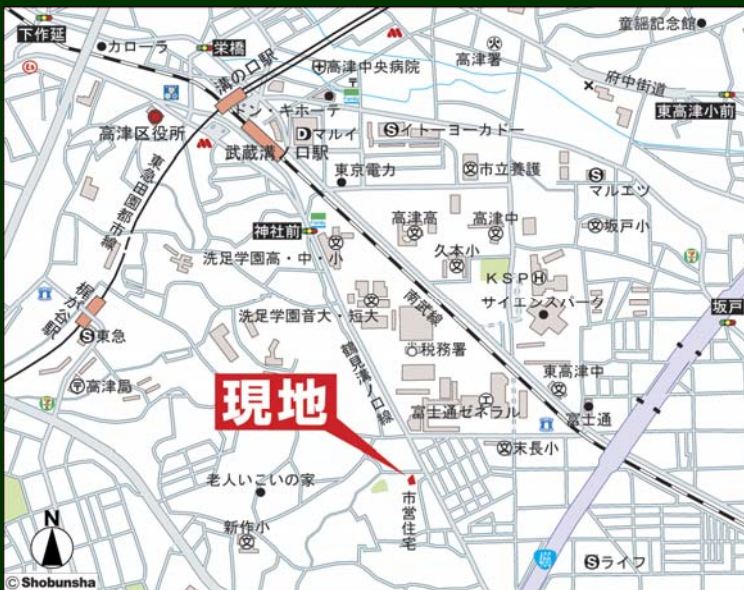 下作延
カローラ
栄橋
高津署
童謡記念館
溝の口駅
高津中央病院
府中街道
ドン・キホーテ
東高津小前
高津区役所
Dマルイ
Sイトーヨーカドー
武蔵溝ノ口駅
東京電力
文市立養護
S
マルエツ
東急田園都市線
高津高
高津中
文坂戸小
神社前
久本小
洗足学園高・中・小
KSP H
サイエンスパーク
梶が谷駅
南武線
坂戸
洗足学園音大・短大
S東急
税務署
鶴見溝ノ口線
高津局
東高津中
現地
富士通ゼネラル
富士通
文末長小
老人いこいの家
市営住宅
新作小
N
Sライフ
© Shobunsha